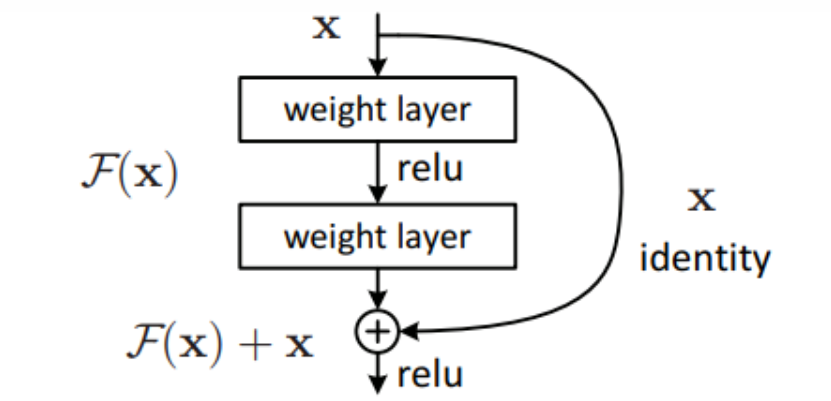 x
weight layer
F(x)
relu
x
weight layer
identity
F(x) + x
+
relu